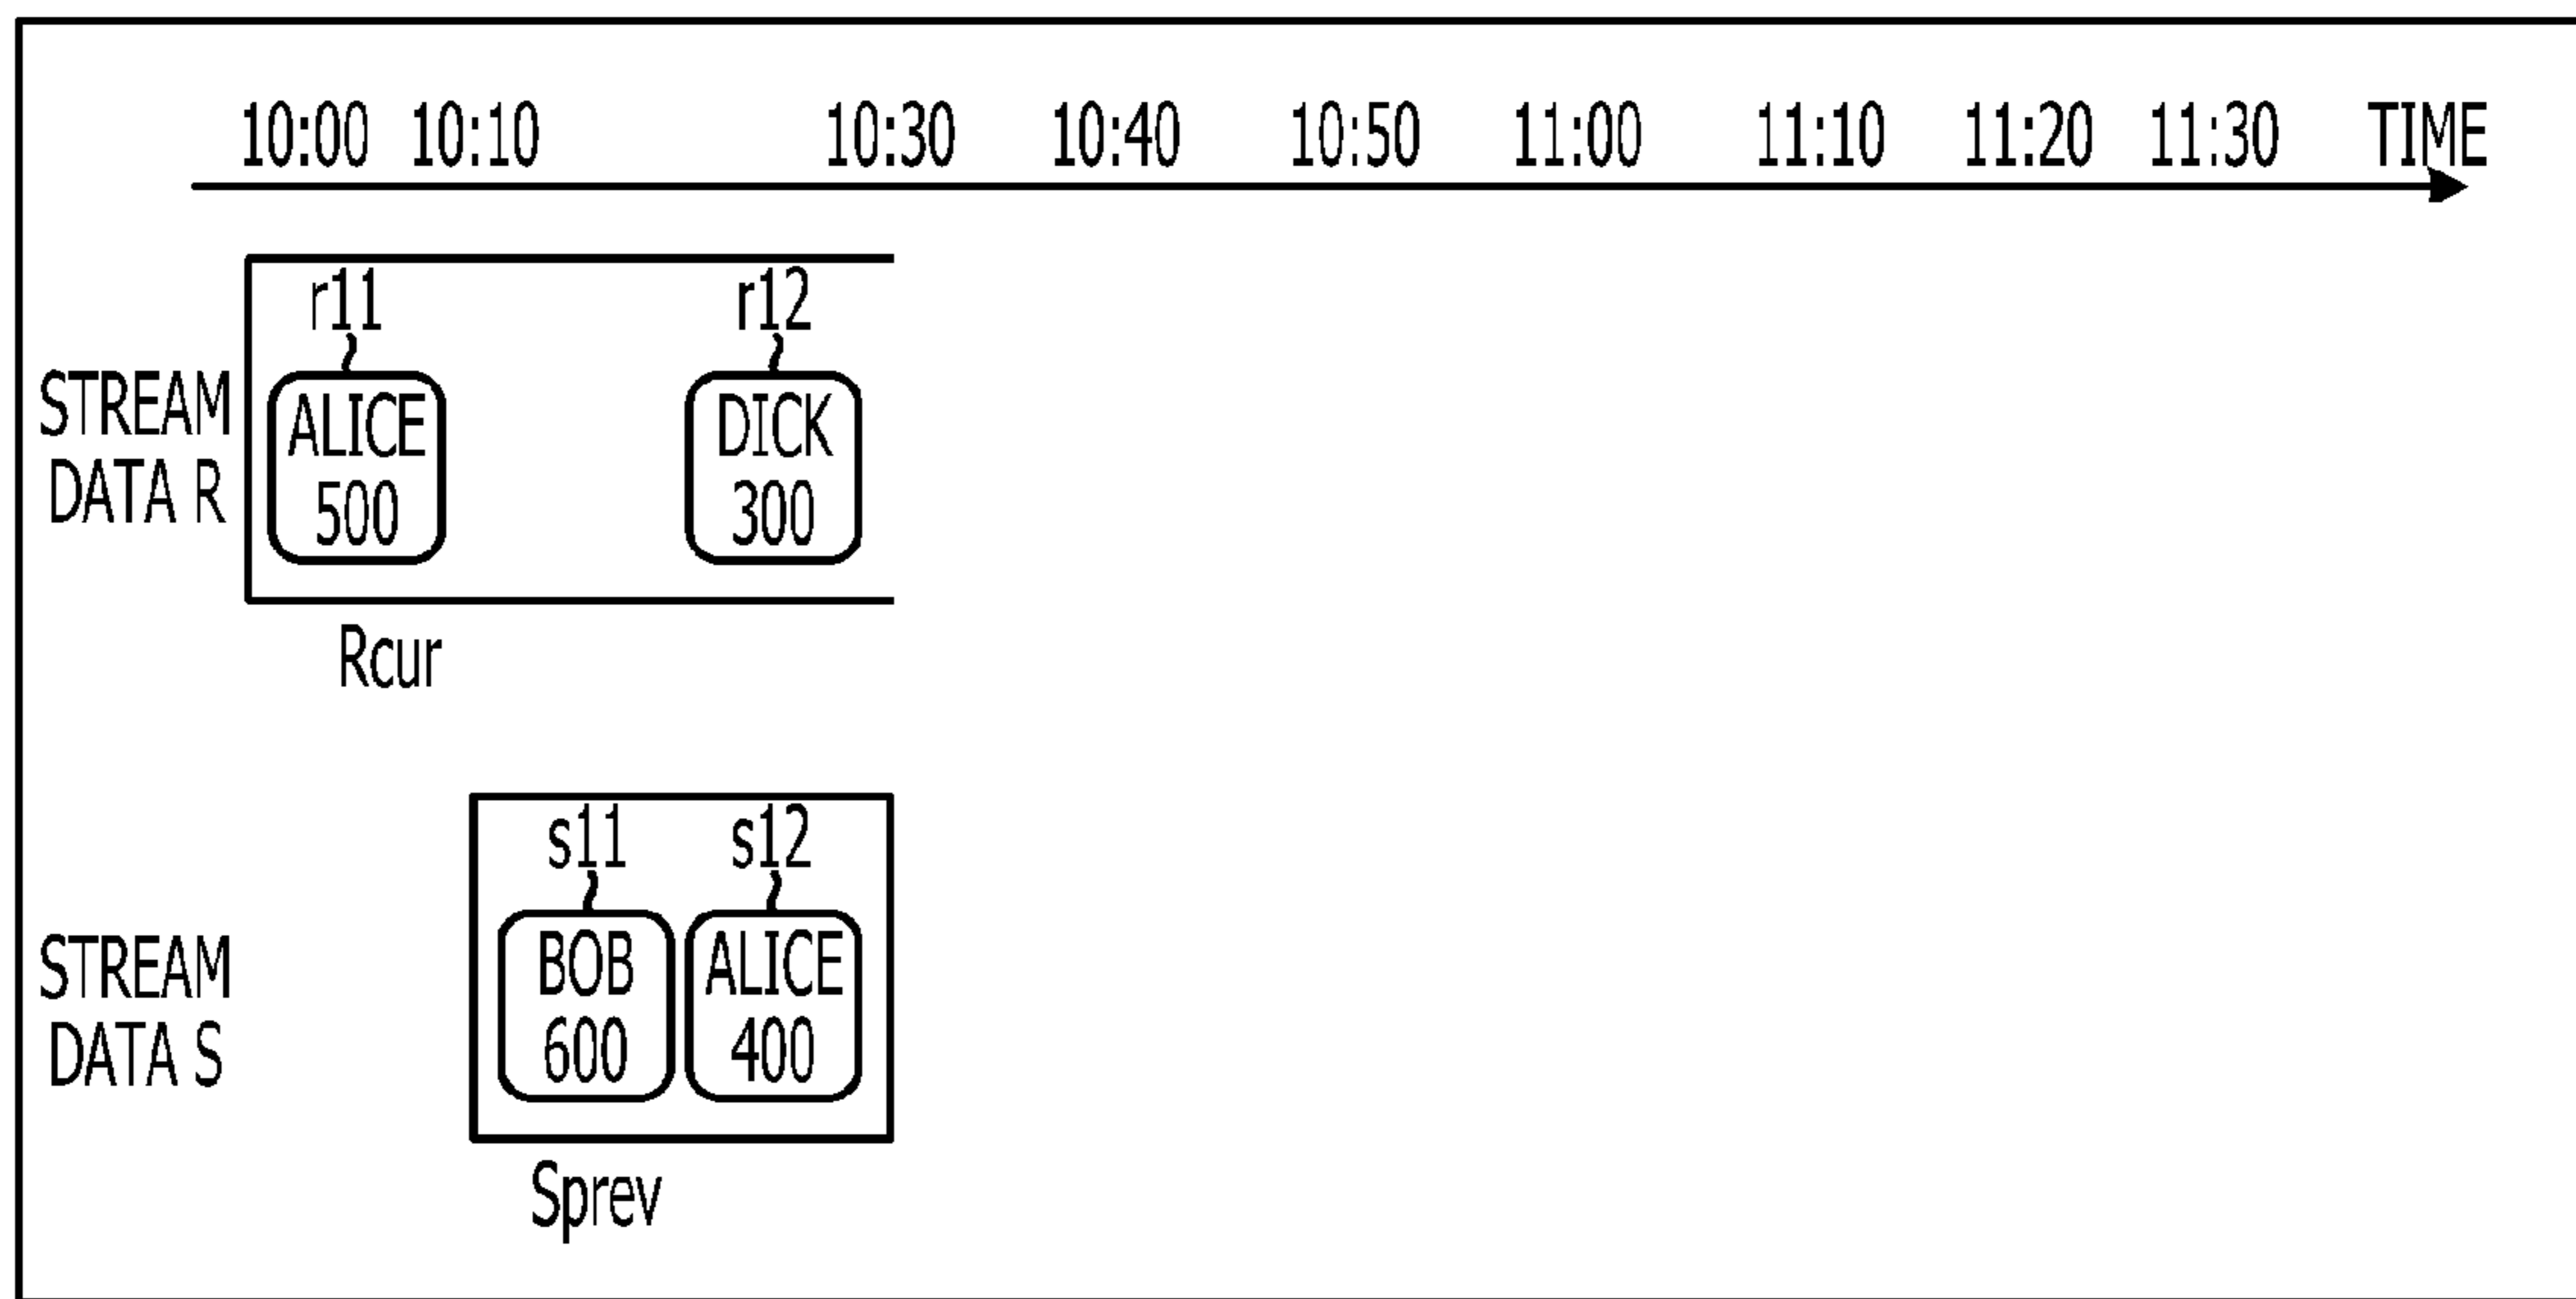 10:00 10:10 10:30 10:40 10:50 11:00 11:10 11:20 11:30 TIME
r11 r12
STREAM
DATA R
ALICE
500
DICK
300
Rcur
s11 s12
STREAM
DATA S
BOB
600
ALICE
400
Sprev